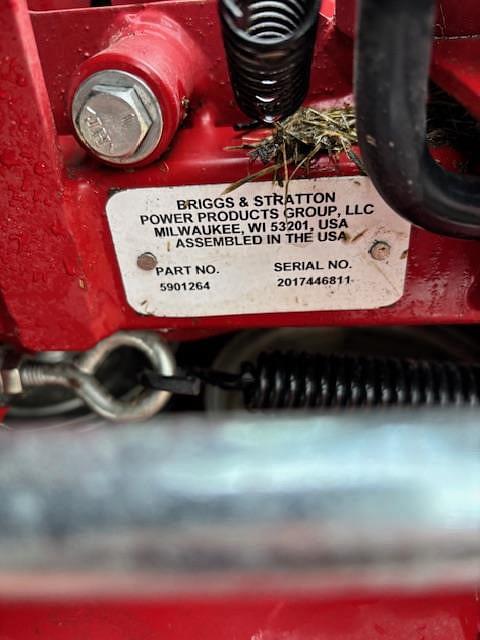 BRIGGS & STRATTON
POWER PRODUCTS GROUP, LLC
MILWAUKEE, WI 53201, USA
ASSEMBLED IN THE USA
PART NO. SERIAL NO.
5901264 2017446811